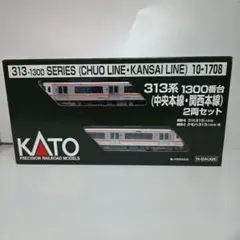 313-1300 SERIES (CHUO LINE・KANSAI LINE) 10-1708
313系 1300番台
(中央本線・関西本線)
2両セット
KATO
PRECISION RAILROAD MODELS
N-GAUGE